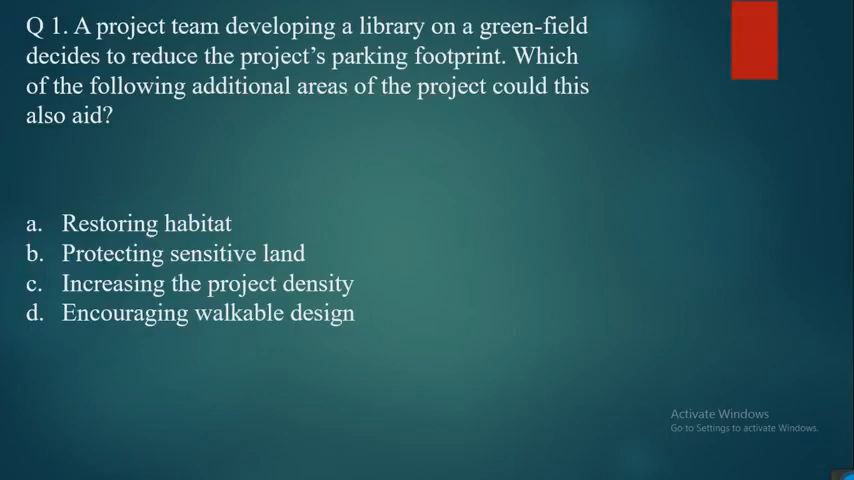 Q 1. A project team developing a library on a green-field
decides to reduce the project’s parking footprint. Which
of the following additional areas of the project could this
also aid?
a. Restoring habitat
b. Protecting sensitive land
c. Increasing the project density
d. Encouraging walkable design
Activate Windows
Go to Settings to activate Windows.